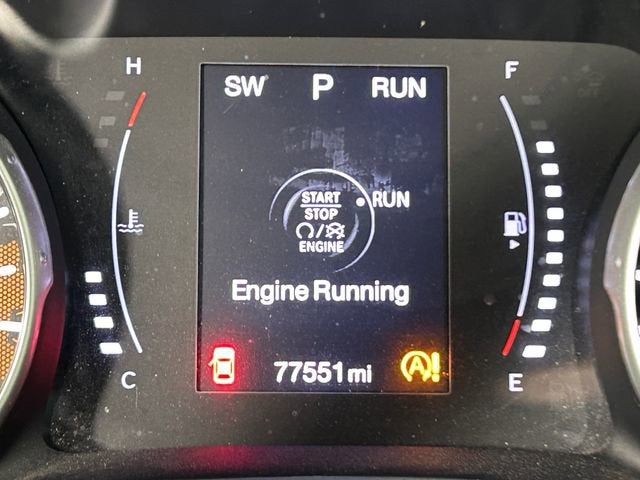 H
SW P RUN
F
START
STOP
RUN
ENGINE
Engine Running
C
77551 mi
A!
E